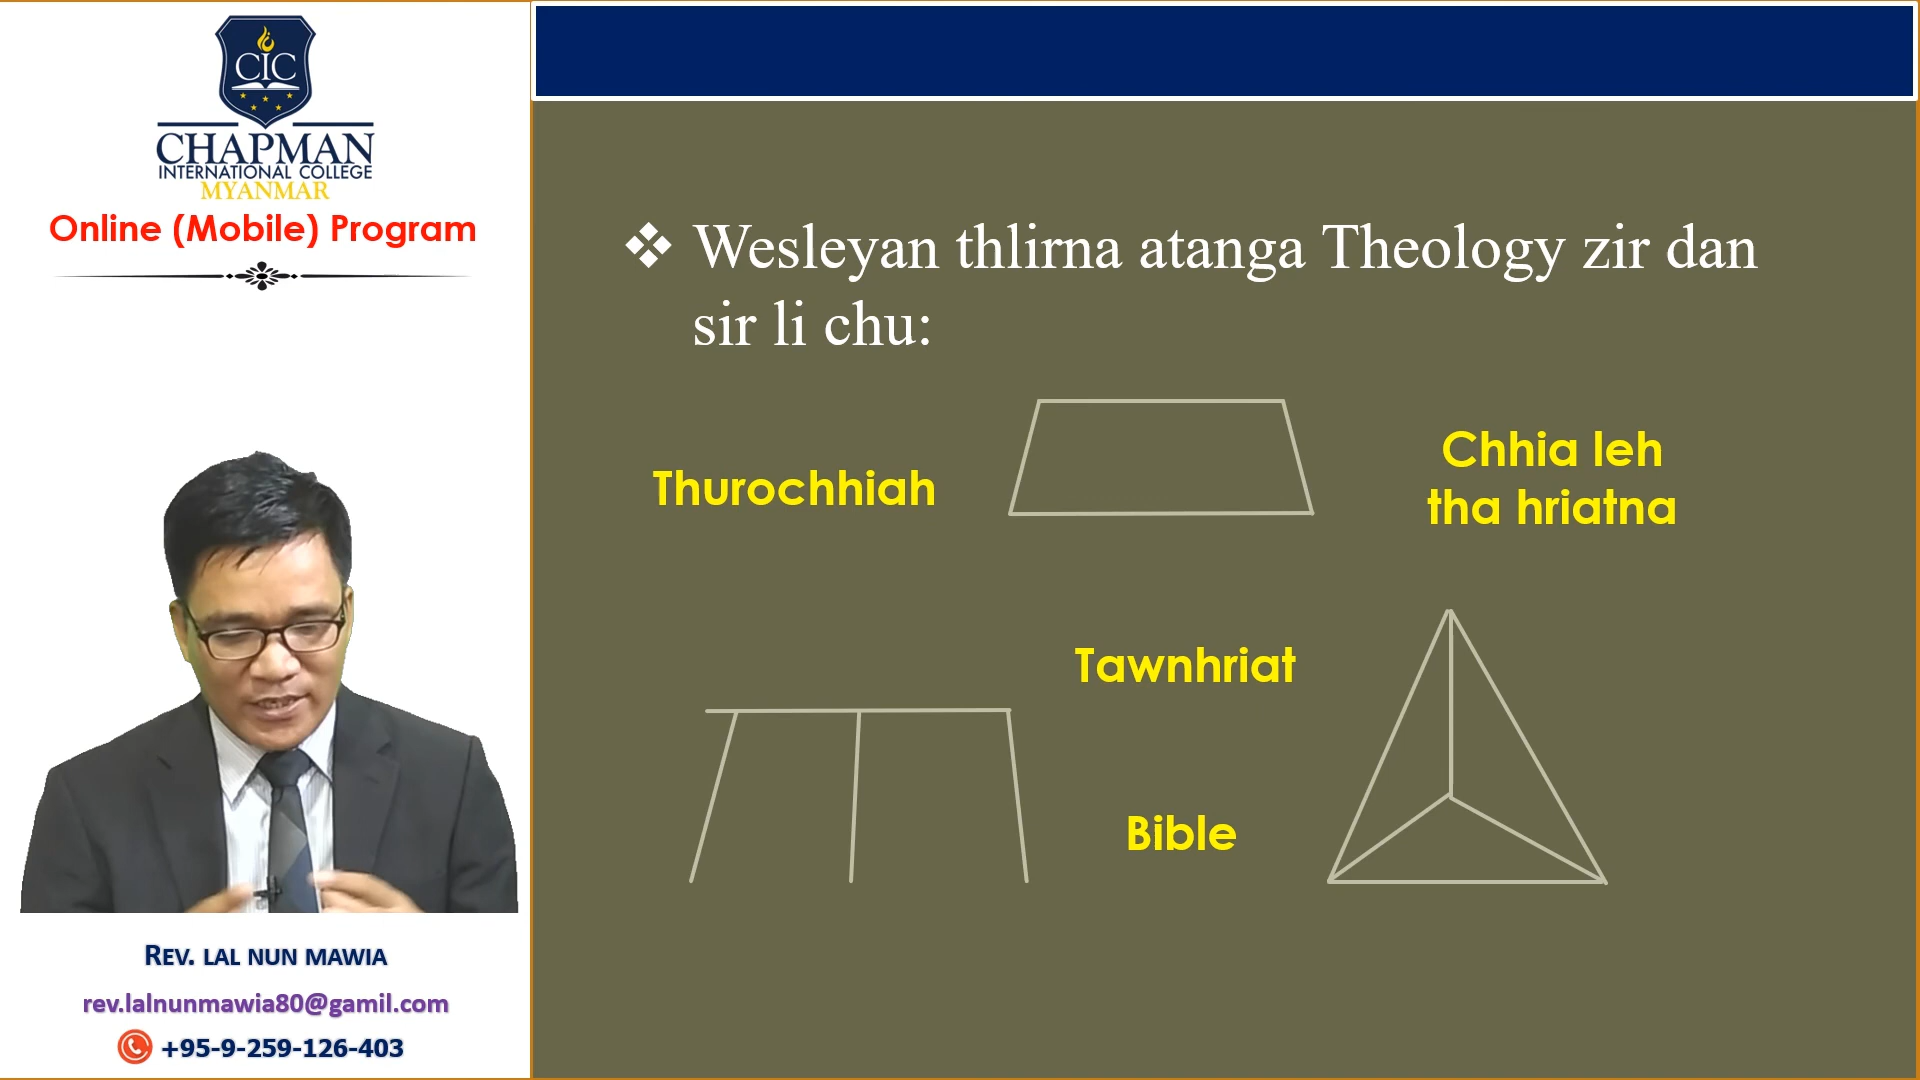 CIC
CHAPMAN
INTERNATIONAL COLLEGE
MYANMAR
Online (Mobile) Program
REV. LAL NUN MAWIA
rev.lalnunmawia80@gamil.com
+95-9-259-126-403
❖ Wesleyan thlirna atanga Theology zir dan
sir li chu:
Thurochhiah
Chhia leh
tha hriatna
Tawnhriat
Bible